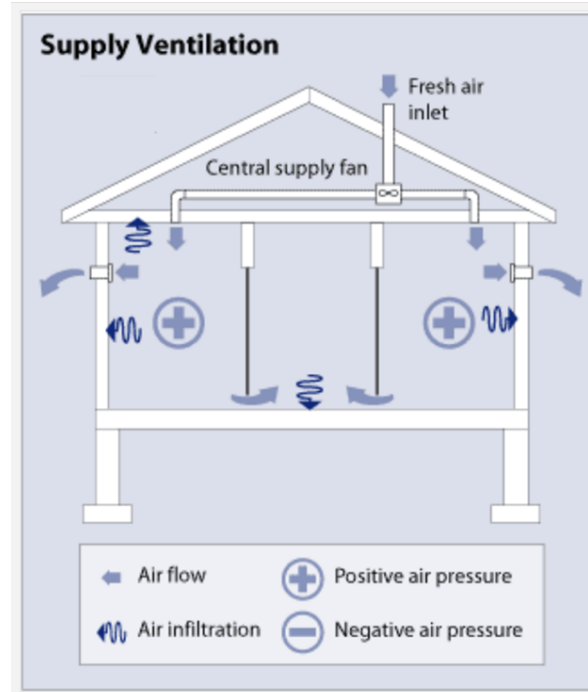 Supply Ventilation
Fresh air
inlet
Central supply fan
Air flow
Positive air pressure
Air infiltration
Negative air pressure